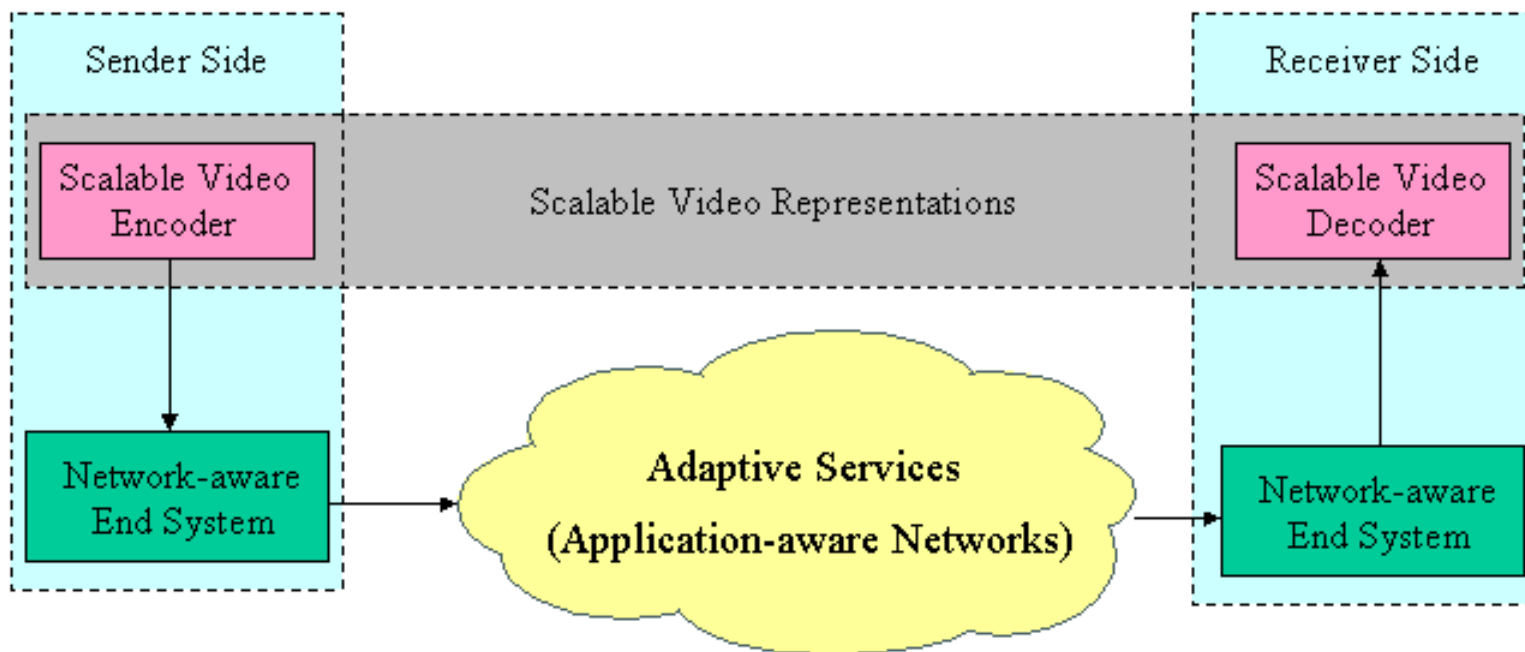 Sender Side
Receiver Side
Scalable Video
Encoder
Scalable Video Representations
Scalable Video
Decoder
Network-aware
End System
Adaptive Services
(Application-aware Networks)
Network-aware
End System